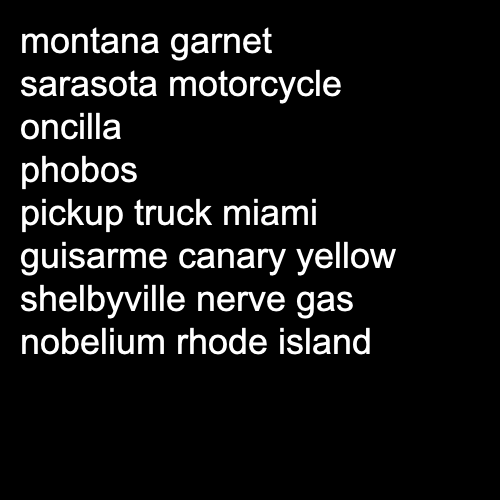 montana garnet
sarasota motorcycle
oncilla
phobos
pickup truck miami
guisarme canary yellow
shelbyville nerve gas
nobelium rhode island